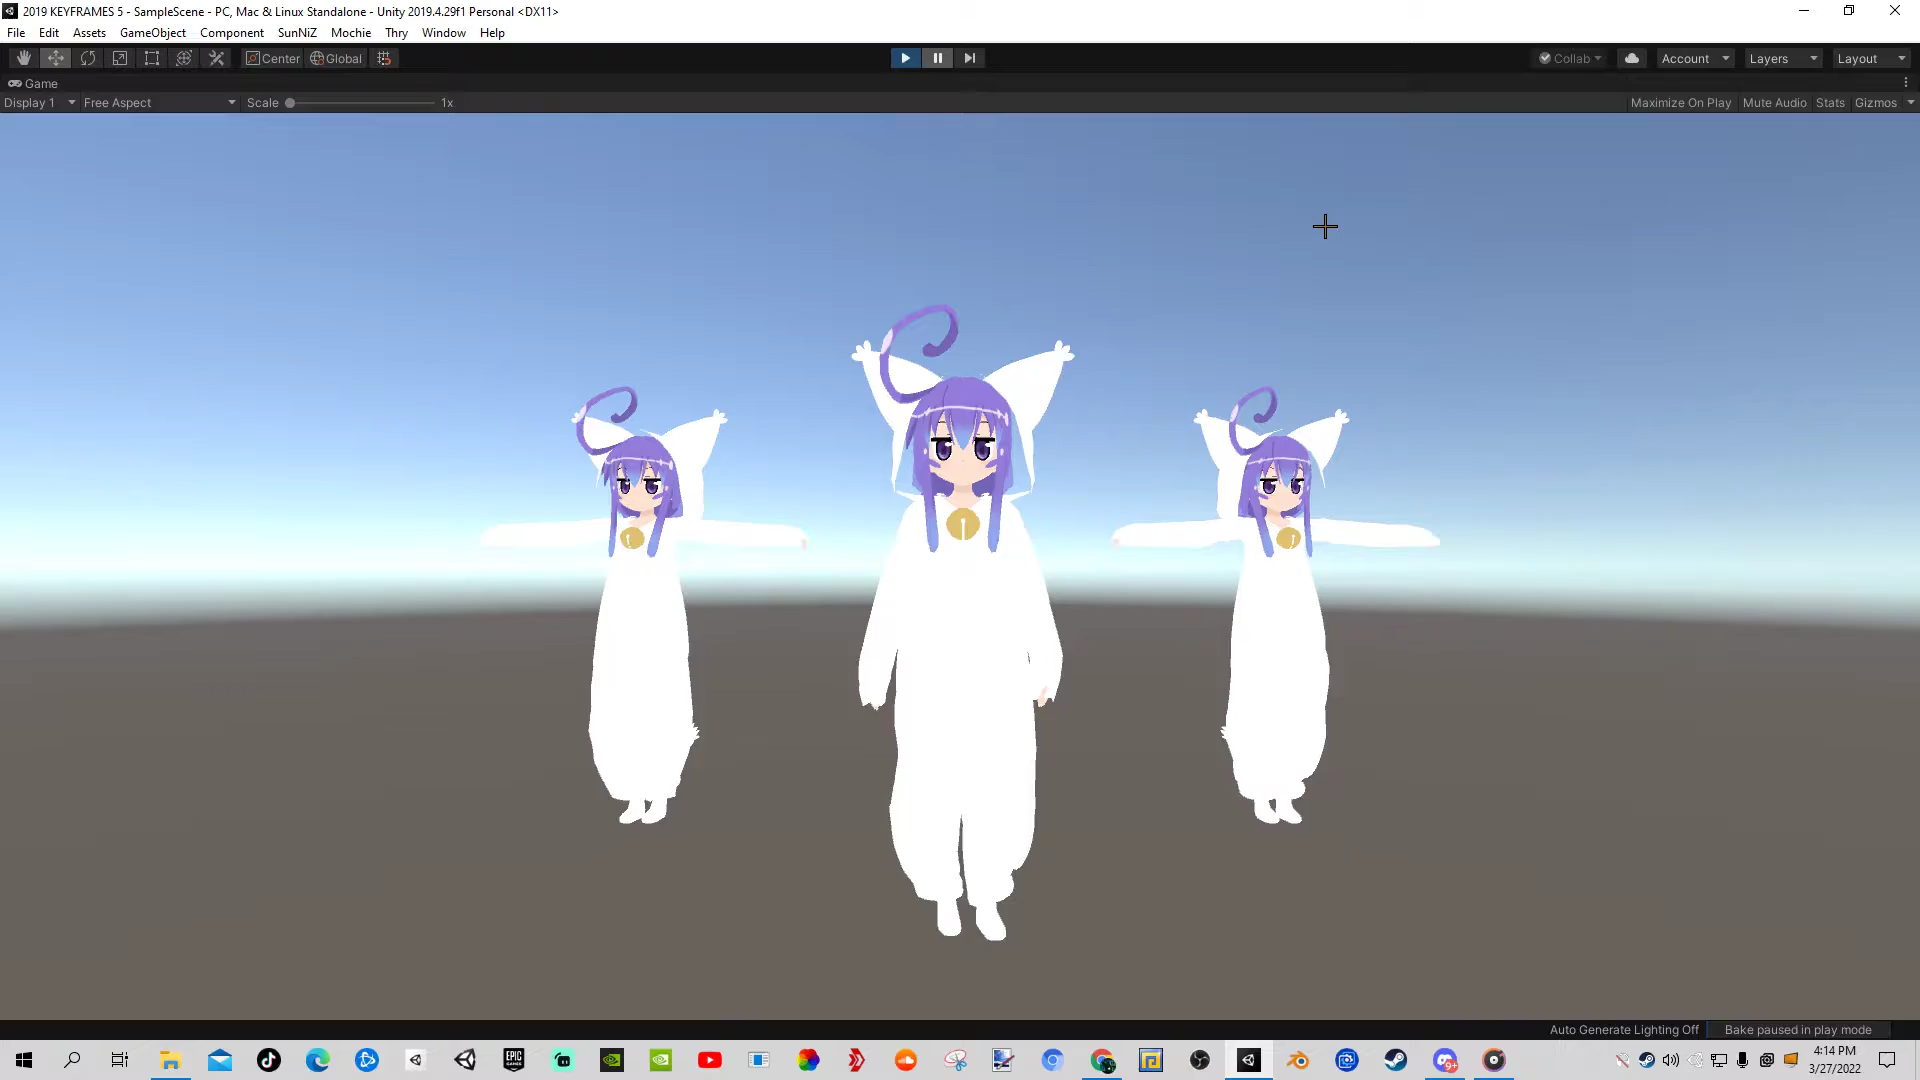 2019 KEYFRAMES 5 - SampleScene - PC, Mac & Linux Standalone - Unity 2019.4.29f1 Personal <DX11>
File Edit Assets GameObject Component SunNiZ Mochie Thry Window Help
Center Global Collab Account Layers Layout
Game
Display 1 Free Aspect Scale 1x Maximize On Play Mute Audio Stats Gizmos
Auto Generate Lighting Off Bake paused in play mode
EPIC
GAMES
9+
4:14 PM
3/27/2022